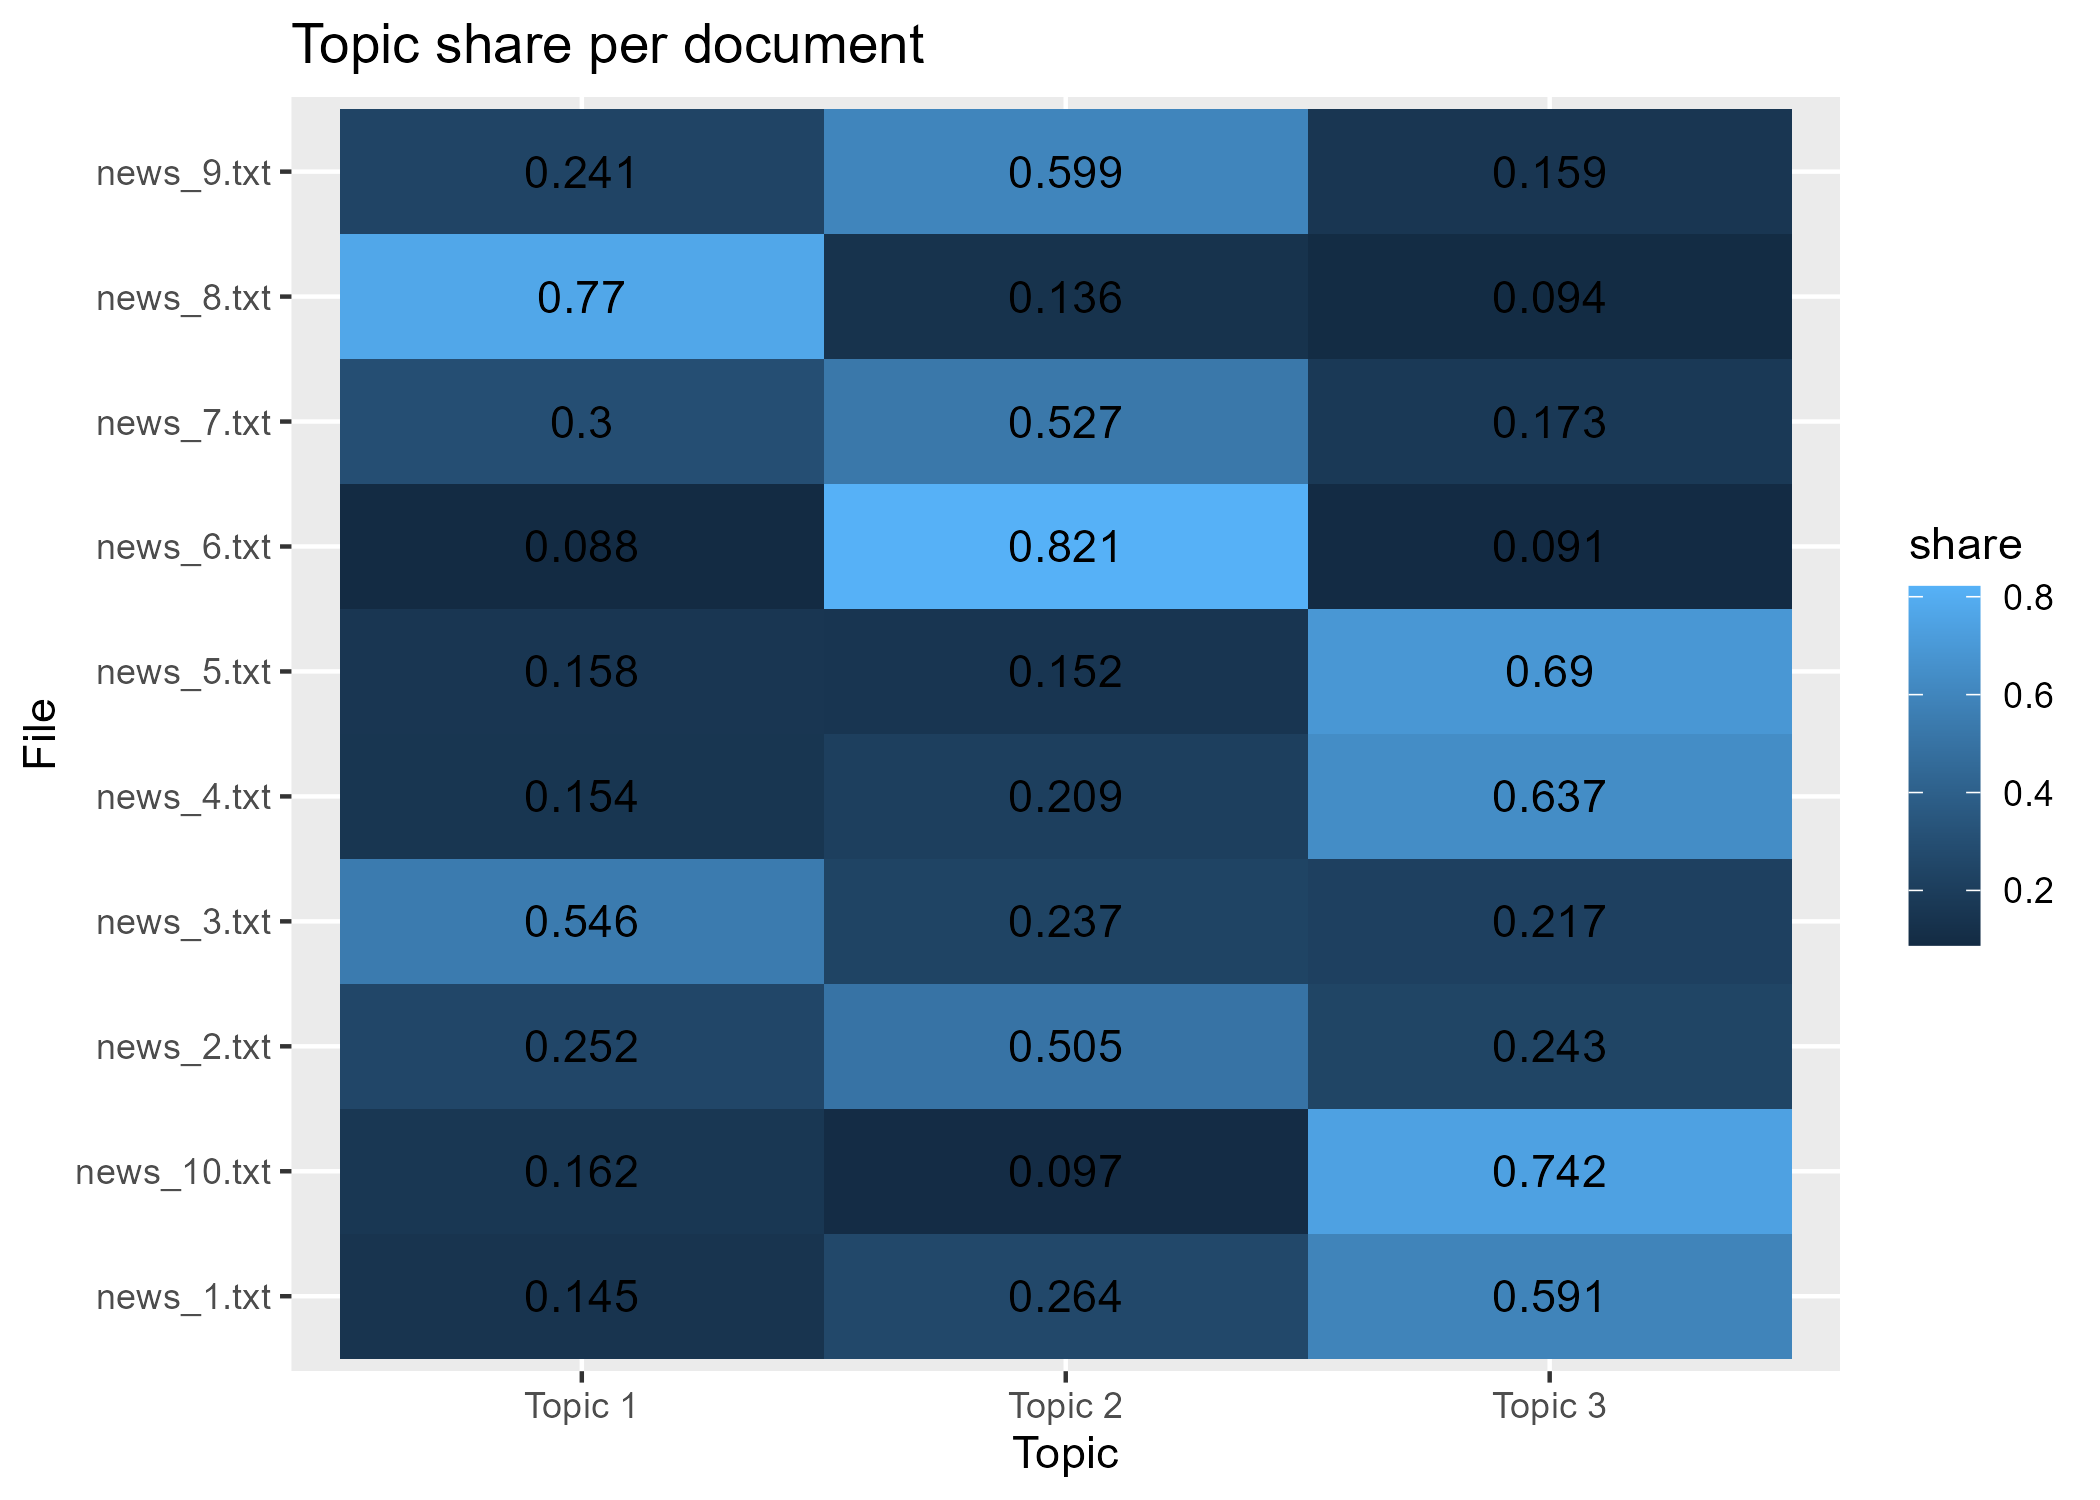 Topic share per document
news_9.txt 0.241 0.599 0.159
news_8.txt 0.77 0.136 0.094
news_7.txt 0.3 0.527 0.173
news_6.txt 0.088 0.821 0.091
news_5.txt 0.158 0.152 0.69
news_4.txt 0.154 0.209 0.637
news_3.txt 0.546 0.237 0.217
news_2.txt 0.252 0.505 0.243
news_10.txt 0.162 0.097 0.742
news_1.txt 0.145 0.264 0.591
Topic 1 Topic 2 Topic 3
Topic
File
share
0.8
0.6
0.4
0.2